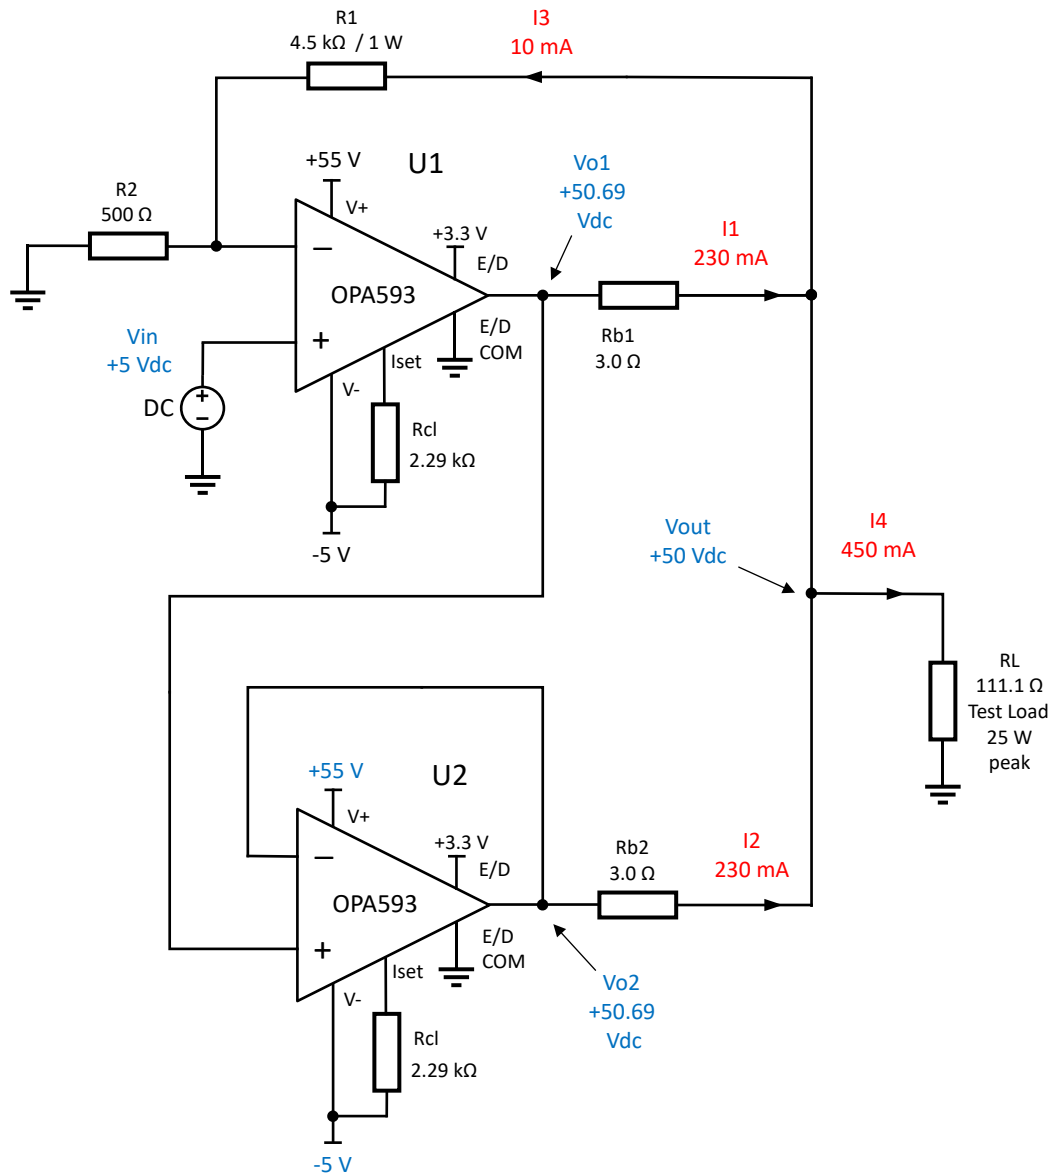 R1
4.5 kΩ / 1 W
I3
10 mA
U1
+55 V
V+
R2
500 Ω
Vo1
+50.69
Vdc
+3.3 V
E/D
I1
230 mA
−
OPA593
+
E/D
COM
Rb1
3.0 Ω
Vin
+5 Vdc
Iset
V-
DC
+
−
Rcl
2.29 kΩ
-5 V
Vout
+50 Vdc
I4
450 mA
RL
111.1 Ω
Test Load
25 W
peak
U2
+55 V
V+
+3.3 V
E/D
Rb2
3.0 Ω
I2
230 mA
−
OPA593
+
E/D
COM
Iset
V-
Vo2
+50.69
Vdc
Rcl
2.29 kΩ
-5 V